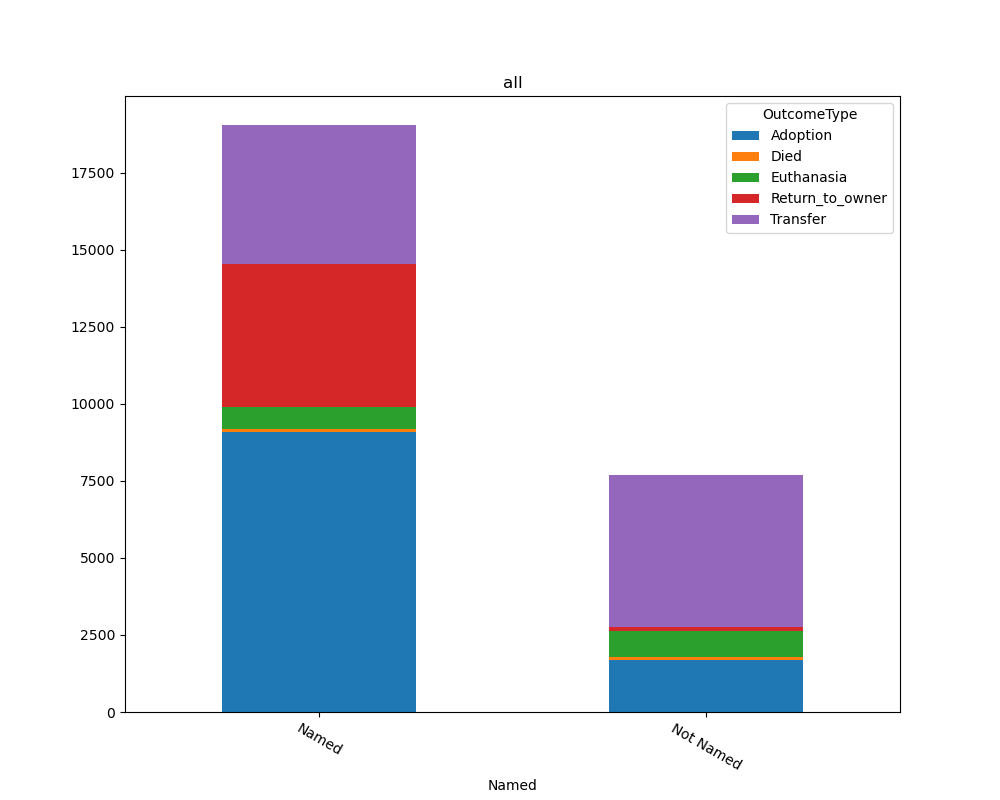 all
OutcomeType
Adoption
Died
Euthanasia
Return_to_owner
Transfer
17500
15000
12500
10000
7500
5000
2500
0
Named
Not Named
Named